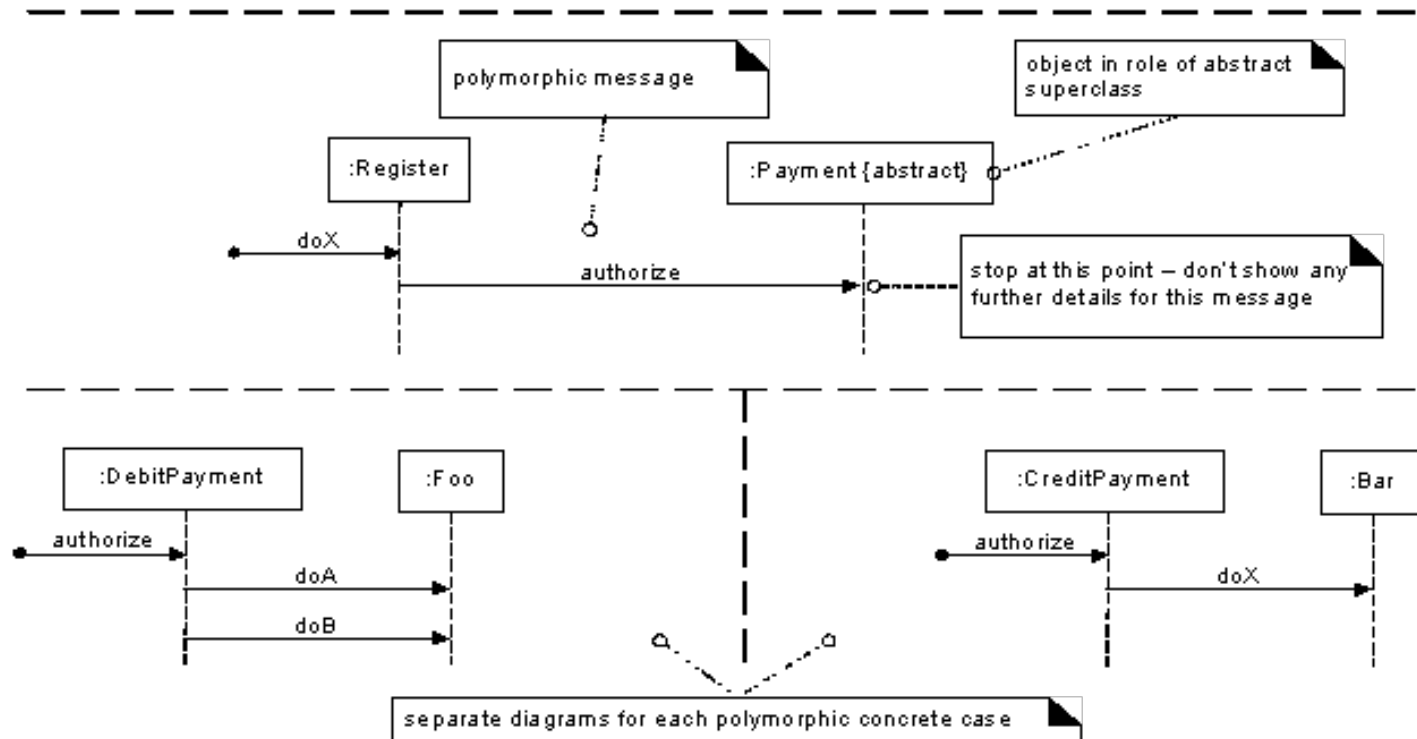 polymorphic message
object in role of abstract
superclass
:Register
:Payment {abstract}
doX
authorize
stop at this point – don't show any
further details for this message
:DebitPayment
:Foo
:CreditPayment
:Bar
authorize
authorize
doA
doX
doB
separate diagrams for each polymorphic concrete case